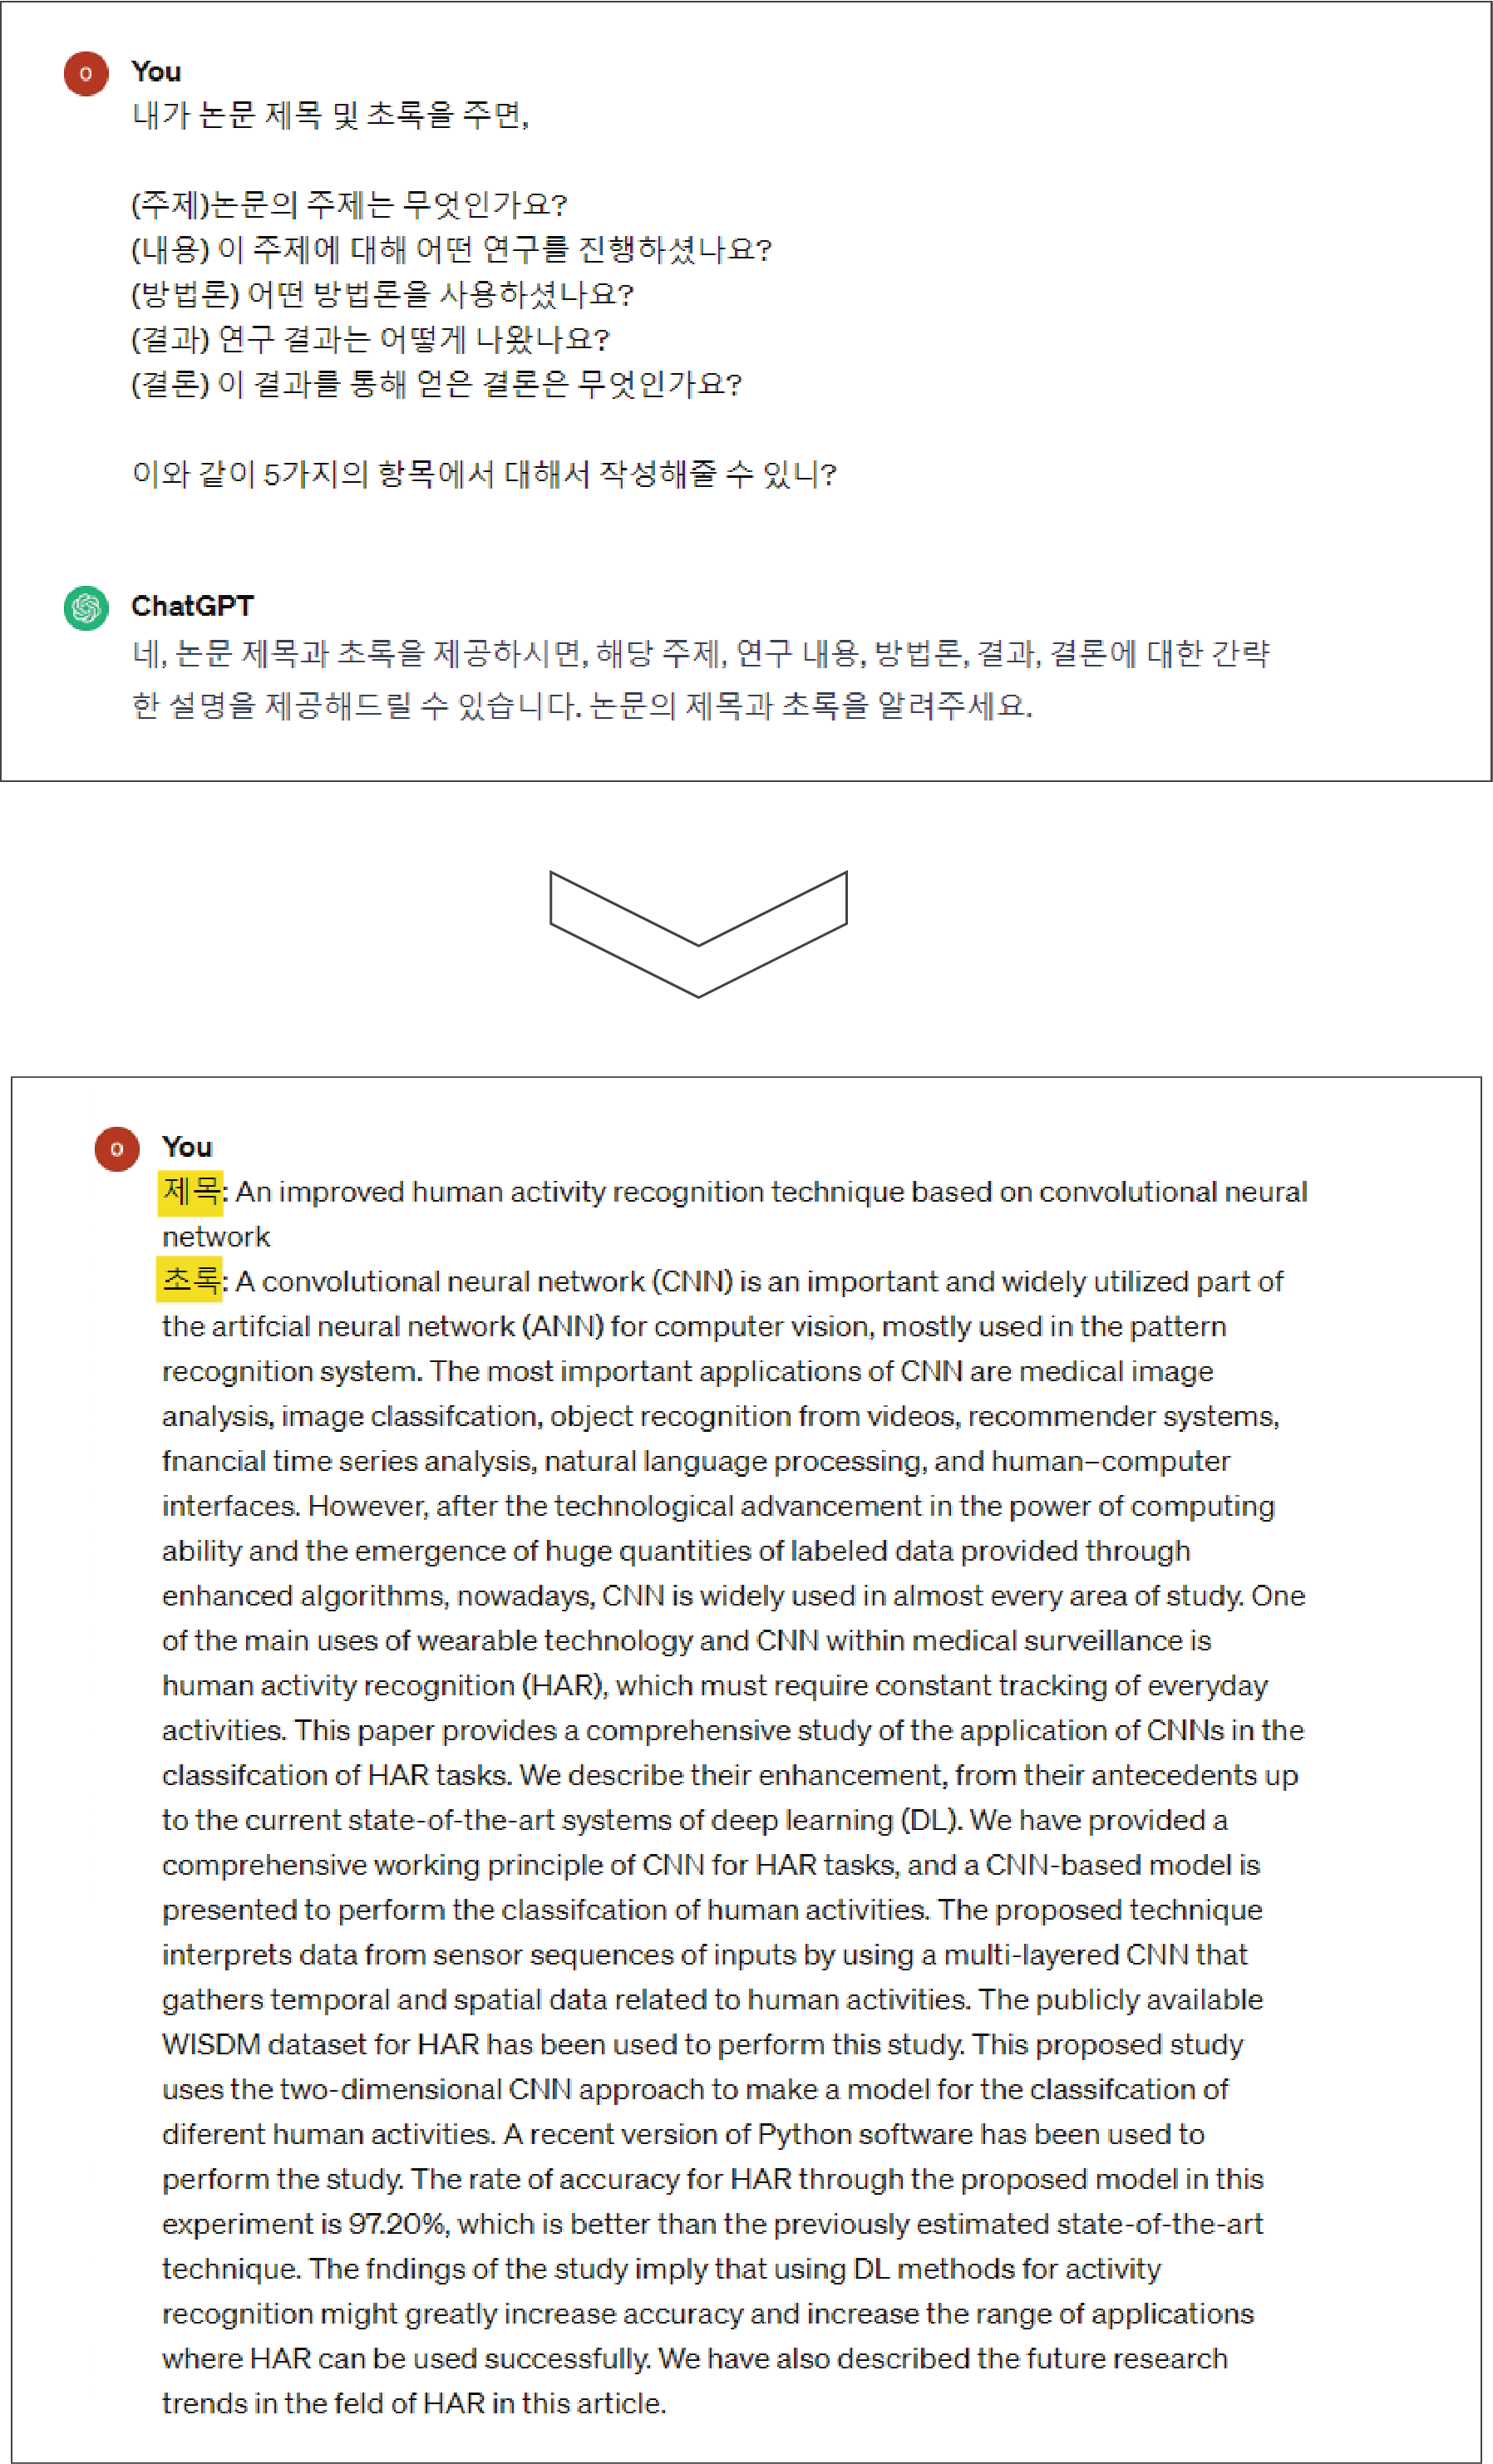 O
You
내가 논문 제목 및 초록을 주면,
(주제)논문의 주제는 무엇인가요?
(내용) 이 주제에 대해 어떤 연구를 진행하셨나요?
(방법론) 어떤 방법론을 사용하셨나요?
(결과) 연구 결과는 어떻게 나왔나요?
(결론) 이 결과를 통해 얻은 결론은 무엇인가요?
이와 같이 5가지의 항목에서 대해서 작성해줄 수 있니?
ChatGPT
네, 논문 제목과 초록을 제공하시면, 해당 주제, 연구 내용, 방법론, 결과, 결론에 대한 간략
한 설명을 제공해드릴 수 있습니다. 논문의 제목과 초록을 알려주세요.
O
You
제목: An improved human activity recognition technique based on convolutional neural
network
초록: A convolutional neural network (CNN) is an important and widely utilized part of
the artifcial neural network (ANN) for computer vision, mostly used in the pattern
recognition system. The most important applications of CNN are medical image
analysis, image classifcation, object recognition from videos, recommender systems,
fnancial time series analysis, natural language processing, and human–computer
interfaces. However, after the technological advancement in the power of computing
ability and the emergence of huge quantities of labeled data provided through
enhanced algorithms, nowadays, CNN is widely used in almost every area of study. One
of the main uses of wearable technology and CNN within medical surveillance is
human activity recognition (HAR), which must require constant tracking of everyday
activities. This paper provides a comprehensive study of the application of CNNs in the
classifcation of HAR tasks. We describe their enhancement, from their antecedents up
to the current state-of-the-art systems of deep learning (DL). We have provided a
comprehensive working principle of CNN for HAR tasks, and a CNN-based model is
presented to perform the classifcation of human activities. The proposed technique
interprets data from sensor sequences of inputs by using a multi-layered CNN that
gathers temporal and spatial data related to human activities. The publicly available
WISDM dataset for HAR has been used to perform this study. This proposed study
uses the two-dimensional CNN approach to make a model for the classifcation of
diferent human activities. A recent version of Python software has been used to
perform the study. The rate of accuracy for HAR through the proposed model in this
experiment is 97.20%, which is better than the previously estimated state-of-the-art
technique. The fndings of the study imply that using DL methods for activity
recognition might greatly increase accuracy and increase the range of applications
where HAR can be used successfully. We have also described the future research
trends in the feld of HAR in this article.